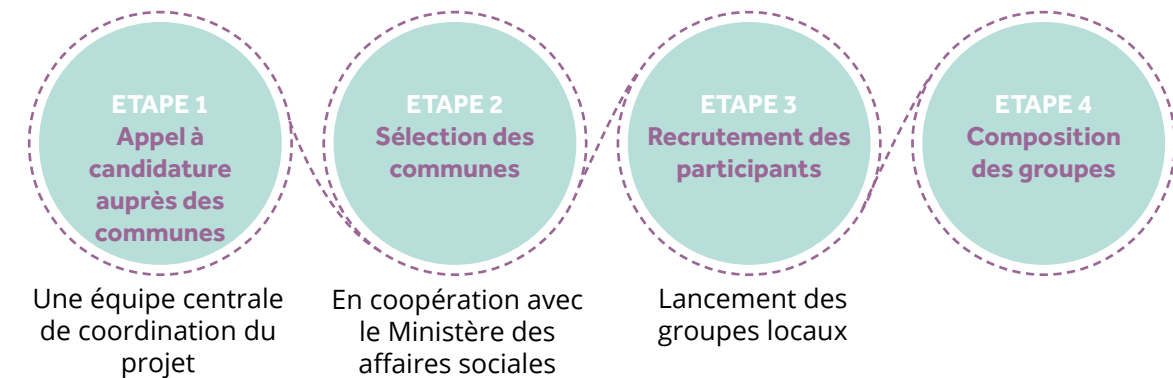 ETAPE 1
Appel à
candidature
auprès des
communes
Une équipe centrale
de coordination du
projet
ETAPE 2
Sélection des
communes
En coopération avec
le Ministère des
affaires sociales
ETAPE 3
Recrutement des
participants
Lancement des
groupes locaux
ETAPE 4
Composition
des groupes